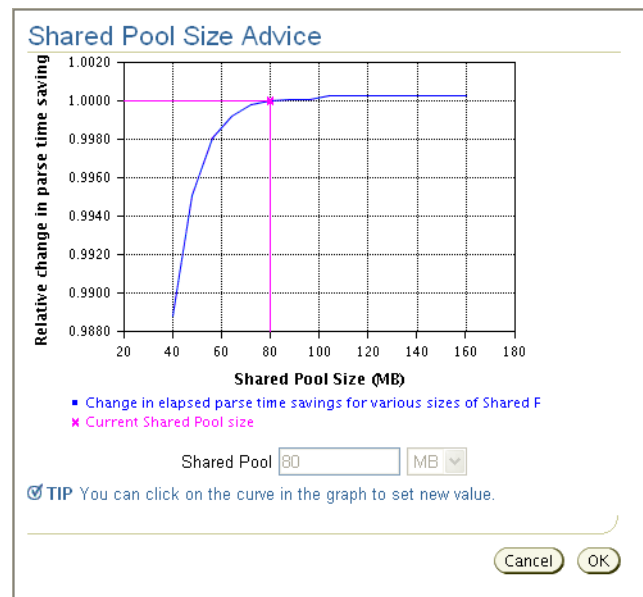 Shared Pool Size Advice
Relative change in parse time saving
1.0020
1.0000
0.9980
0.9960
0.9940
0.9920
0.9900
0.9880
20 40 60 80 100 120 140 160 180
Shared Pool Size (MB)
Change in elapsed parse time savings for various sizes of Shared F
Current Shared Pool size
Shared Pool 80 MB
TIP You can click on the curve in the graph to set new value.
Cancel OK